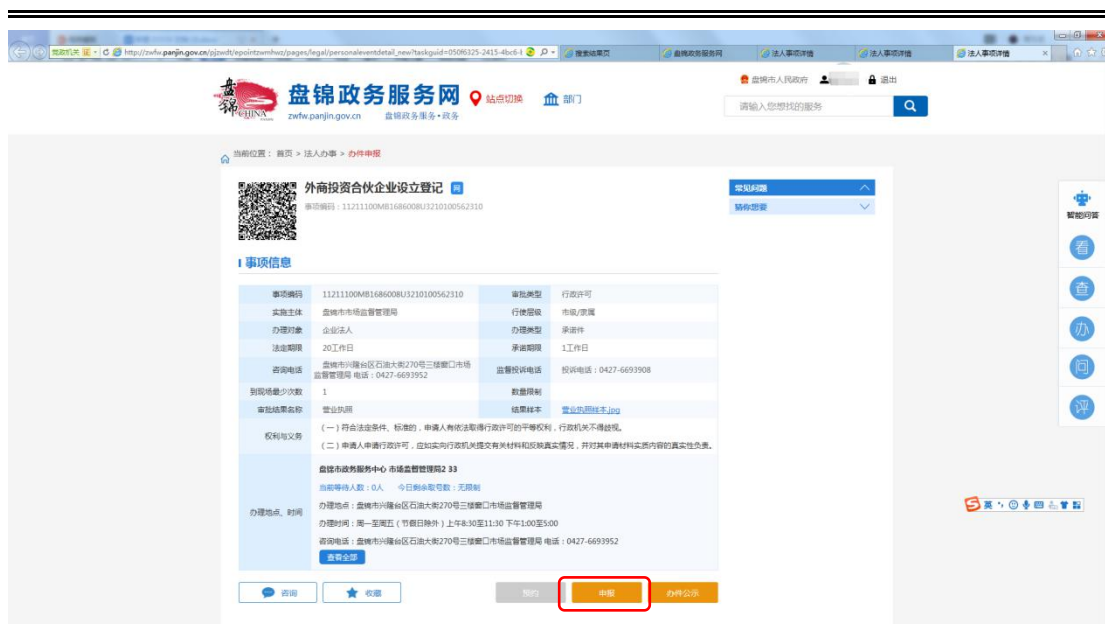 党政机关
http://zwfw.panjin.gov.cn/pjzwdt/epointzwmhwz/pages/legal/personaleventdetail_new?taskguid=050f6325-2415-4bc6-
搜索结果页
盘锦政务服务网
法人事项详情
法人事项详情
法人事项详情
盘锦市人民政府
退出
盘锦
CHINA
盘锦政务服务网
站点切换
部门
zwfw.panjin.gov.cn
盘锦政务服务·政务
请输入您想找的服务
当前位置： 首页 > 法人办事 > 办件申报
外商投资合伙企业设立登记 网
事项编码：11211100MB1686008U3210100562310
常见问题
猜你想要
智能问答
看
查
办
问
评
事项信息
事项编码 11211100MB1686008U3210100562310 审批类型 行政许可
实施主体 盘锦市市场监督管理局 行使层级 市级/隶属
办理对象 企业法人 办理类型 承诺件
法定期限 20工作日 承诺期限 1工作日
咨询电话 盘锦市兴隆台区石油大街270号三楼窗口市场
监督管理局 电话：0427-6693952 监督投诉电话 投诉电话：0427-6693908
到现场最少次数 1 数量限制
审批结果名称 营业执照 结果样本 营业执照样本.jpg
权利与义务
（一）符合法定条件、标准的，申请人有依法取得行政许可的平等权利，行政机关不得歧视。
（二）申请人申请行政许可，应如实向行政机关提交有关材料和反映真实情况，并对其申请材料实质内容的真实性负责。
办理地点、时间
盘锦市政务服务中心 市场监督管理局2 33
当前等待人数：0人 今日剩余取号数：无限制
办理地点：盘锦市兴隆台区石油大街270号三楼窗口市场监督管理局
办理时间：周一至周五（节假日除外）上午8:30至11:30 下午1:00至5:00
咨询电话：盘锦市兴隆台区石油大街270号三楼窗口市场监督管理局 电话：0427-6693952
查看全部
英
咨询
收藏
预约
申报
办件公示